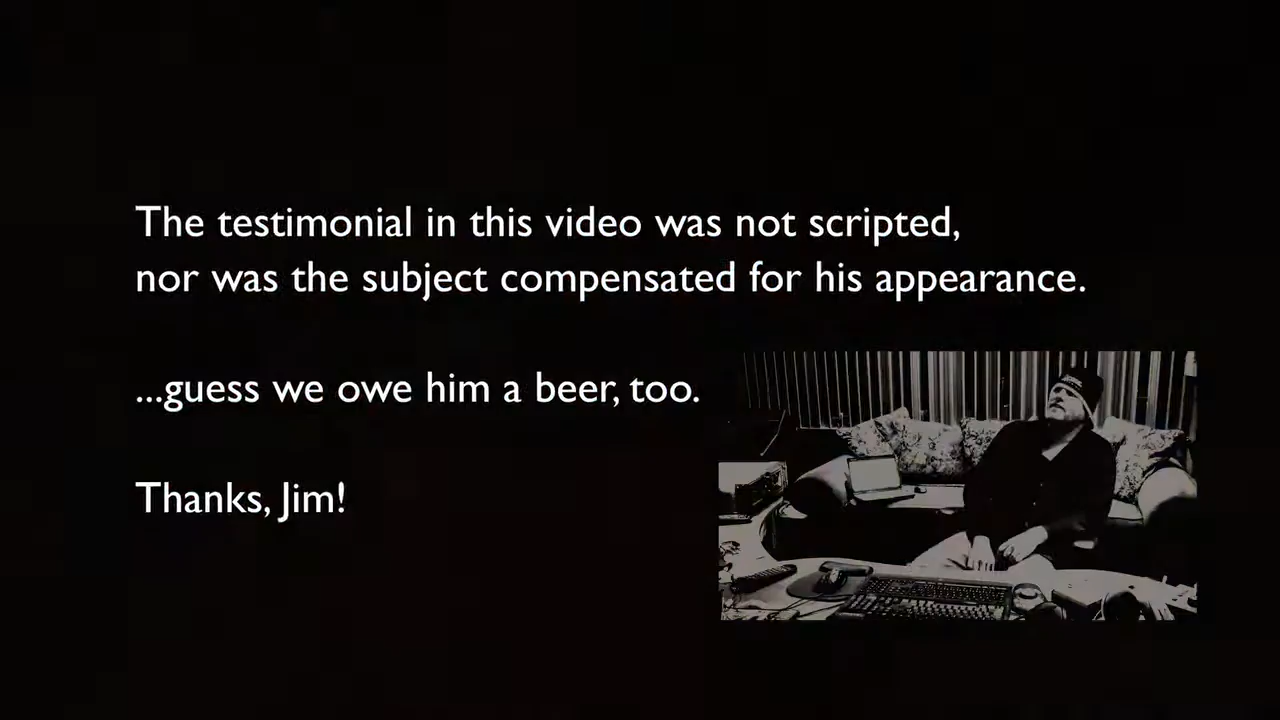 The testimonial in this video was not scripted,
nor was the subject compensated for his appearance.
...guess we owe him a beer, too.
Thanks, Jim!